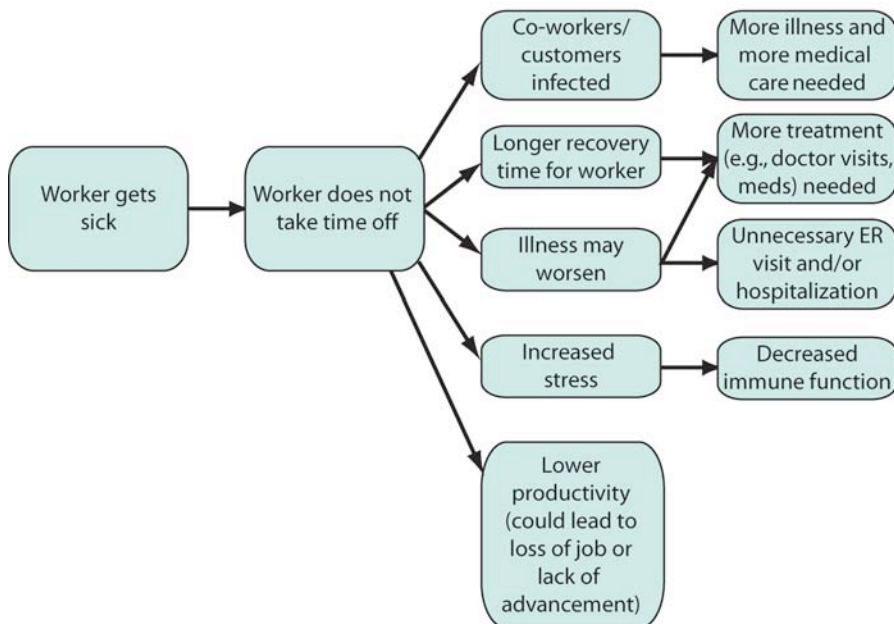 Worker gets
sick
Worker does not
take time off
Co-workers/
customers
infected
More illness and
more medical
care needed
Longer recovery
time for worker
More treatment
(e.g., doctor visits,
meds) needed
Illness may
worsen
Unnecessary ER
visit and/or
hospitalization
Increased
stress
Decreased
immune function
Lower
productivity
(could lead to
loss of job or
lack of
advancement)